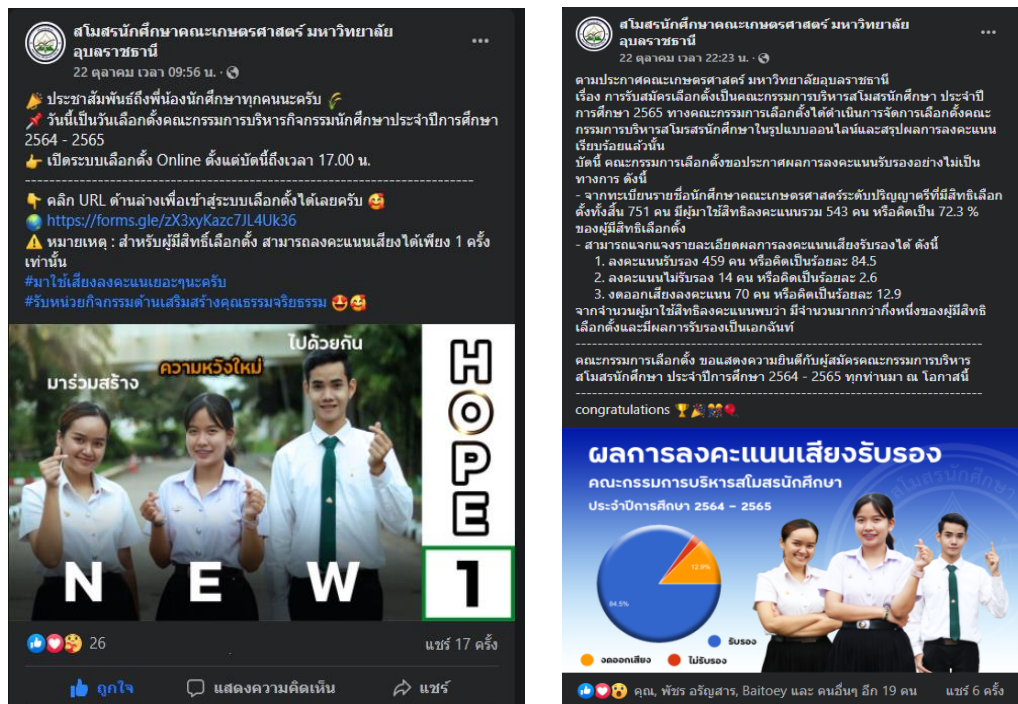 สโมสรนักศึกษาคณะเกษตรศาสตร์ มหาวิทยาลัย
อุบลราชธานี
22 ตุลาคม เวลา 09:56 น. ·
🎉 ประชาสัมพันธ์ถึงพี่น้องนักศึกษาทุกคนนะครับ 🌾
📌 วันนี้เป็นวันเลือกตั้งคณะกรรมการบริหารกิจกรรมนักศึกษาประจำปีการศึกษา
2564 - 2565
👉 เปิดระบบเลือกตั้ง Online ตั้งแต่บัดนี้ถึงเวลา 17.00 น.
--------------------------------------------------------------------------
👇 คลิก URL ด้านล่างเพื่อเข้าสู่ระบบเลือกตั้งได้เลยครับ 🥰
🌏 https://forms.gle/zX3xyKazc7JL4Uk36
⚠️ หมายเหตุ : สำหรับผู้มีสิทธิ์เลือกตั้ง สามารถลงคะแนนเสียงได้เพียง 1 ครั้ง
เท่านั้น
#มาใช้เสียงลงคะแนนเยอะๆนะครับ
#รับหน่วยกิจกรรมด้านเสริมสร้างคุณธรรมจริยธรรม 🤩🥰
ไปด้วยกัน
ความหวังใหม่
มาร่วมสร้าง
HOPE
NEW
1
26
แชร์ 17 ครั้ง
ถูกใจ
แสดงความคิดเห็น
แชร์
สโมสรนักศึกษาคณะเกษตรศาสตร์ มหาวิทยาลัย
อุบลราชธานี
22 ตุลาคม เวลา 22:23 น. ·
ตามประกาศคณะเกษตรศาสตร์ มหาวิทยาลัยอุบลราชธานี
เรื่อง การรับสมัครเลือกตั้งเป็นคณะกรรมการบริหารสโมสรนักศึกษา ประจำปี
การศึกษา 2565 ทางคณะกรรมการเลือกตั้งได้ดำเนินการจัดการเลือกตั้งคณะ
กรรมการบริหารสโมรสรนักศึกษาในรูปแบบออนไลน์และสรุปผลการลงคะแนน
เรียบร้อยแล้วนั้น
บัดนี้ คณะกรรมการเลือกตั้งขอประกาศผลการลงคะแนนรับรองอย่างไม่เป็น
ทางการ ดังนี้
- จากทะเบียนรายชื่อนักศึกษาคณะเกษตรศาสตร์ระดับปริญญาตรีที่มีสิทธิเลือก
ตั้งทั้งสิ้น 751 คน มีผู้มาใช้สิทธิลงคะแนนรวม 543 คน หรือคิดเป็น 72.3 %
ของผู้มีสิทธิเลือกตั้ง
- สามารถแจกแจงรายละเอียดผลการลงคะแนนเสียงรับรองได้ ดังนี้
1. ลงคะแนนรับรอง 459 คน หรือคิดเป็นร้อยละ 84.5
2. ลงคะแนนไม่รับรอง 14 คน หรือคิดเป็นร้อยละ 2.6
3. งดออกเสียงลงคะแนน 70 คน หรือคิดเป็นร้อยละ 12.9
จากจำนวนผู้มาใช้สิทธิลงคะแนนพบว่า มีจำนวนมากกว่ากึ่งหนึ่งของผู้มีสิทธิ
เลือกตั้งและมีผลการรับรองเป็นเอกฉันท์
--------------------------------------------------------------------------
คณะกรรมการเลือกตั้ง ขอแสดงความยินดีกับผู้สมัครคณะกรรมการบริหาร
สโมสรนักศึกษา ประจำปีการศึกษา 2564 - 2565 ทุกท่านมา ณ โอกาสนี้
--------------------------------------------------------------------------
congratulations 🏆🎉🎊🎈
ผลการลงคะแนนเสียงรับรอง
คณะกรรมการบริหารสโมสรนักศึกษา
ประจำปีการศึกษา 2564 - 2565
12.9%
84.5%
รับรอง
งดออกเสียง
ไม่รับรอง
คุณ, พัชร อรัญสาร, Baitoey และ คนอื่นๆ อีก 19 คน
แชร์ 6 ครั้ง